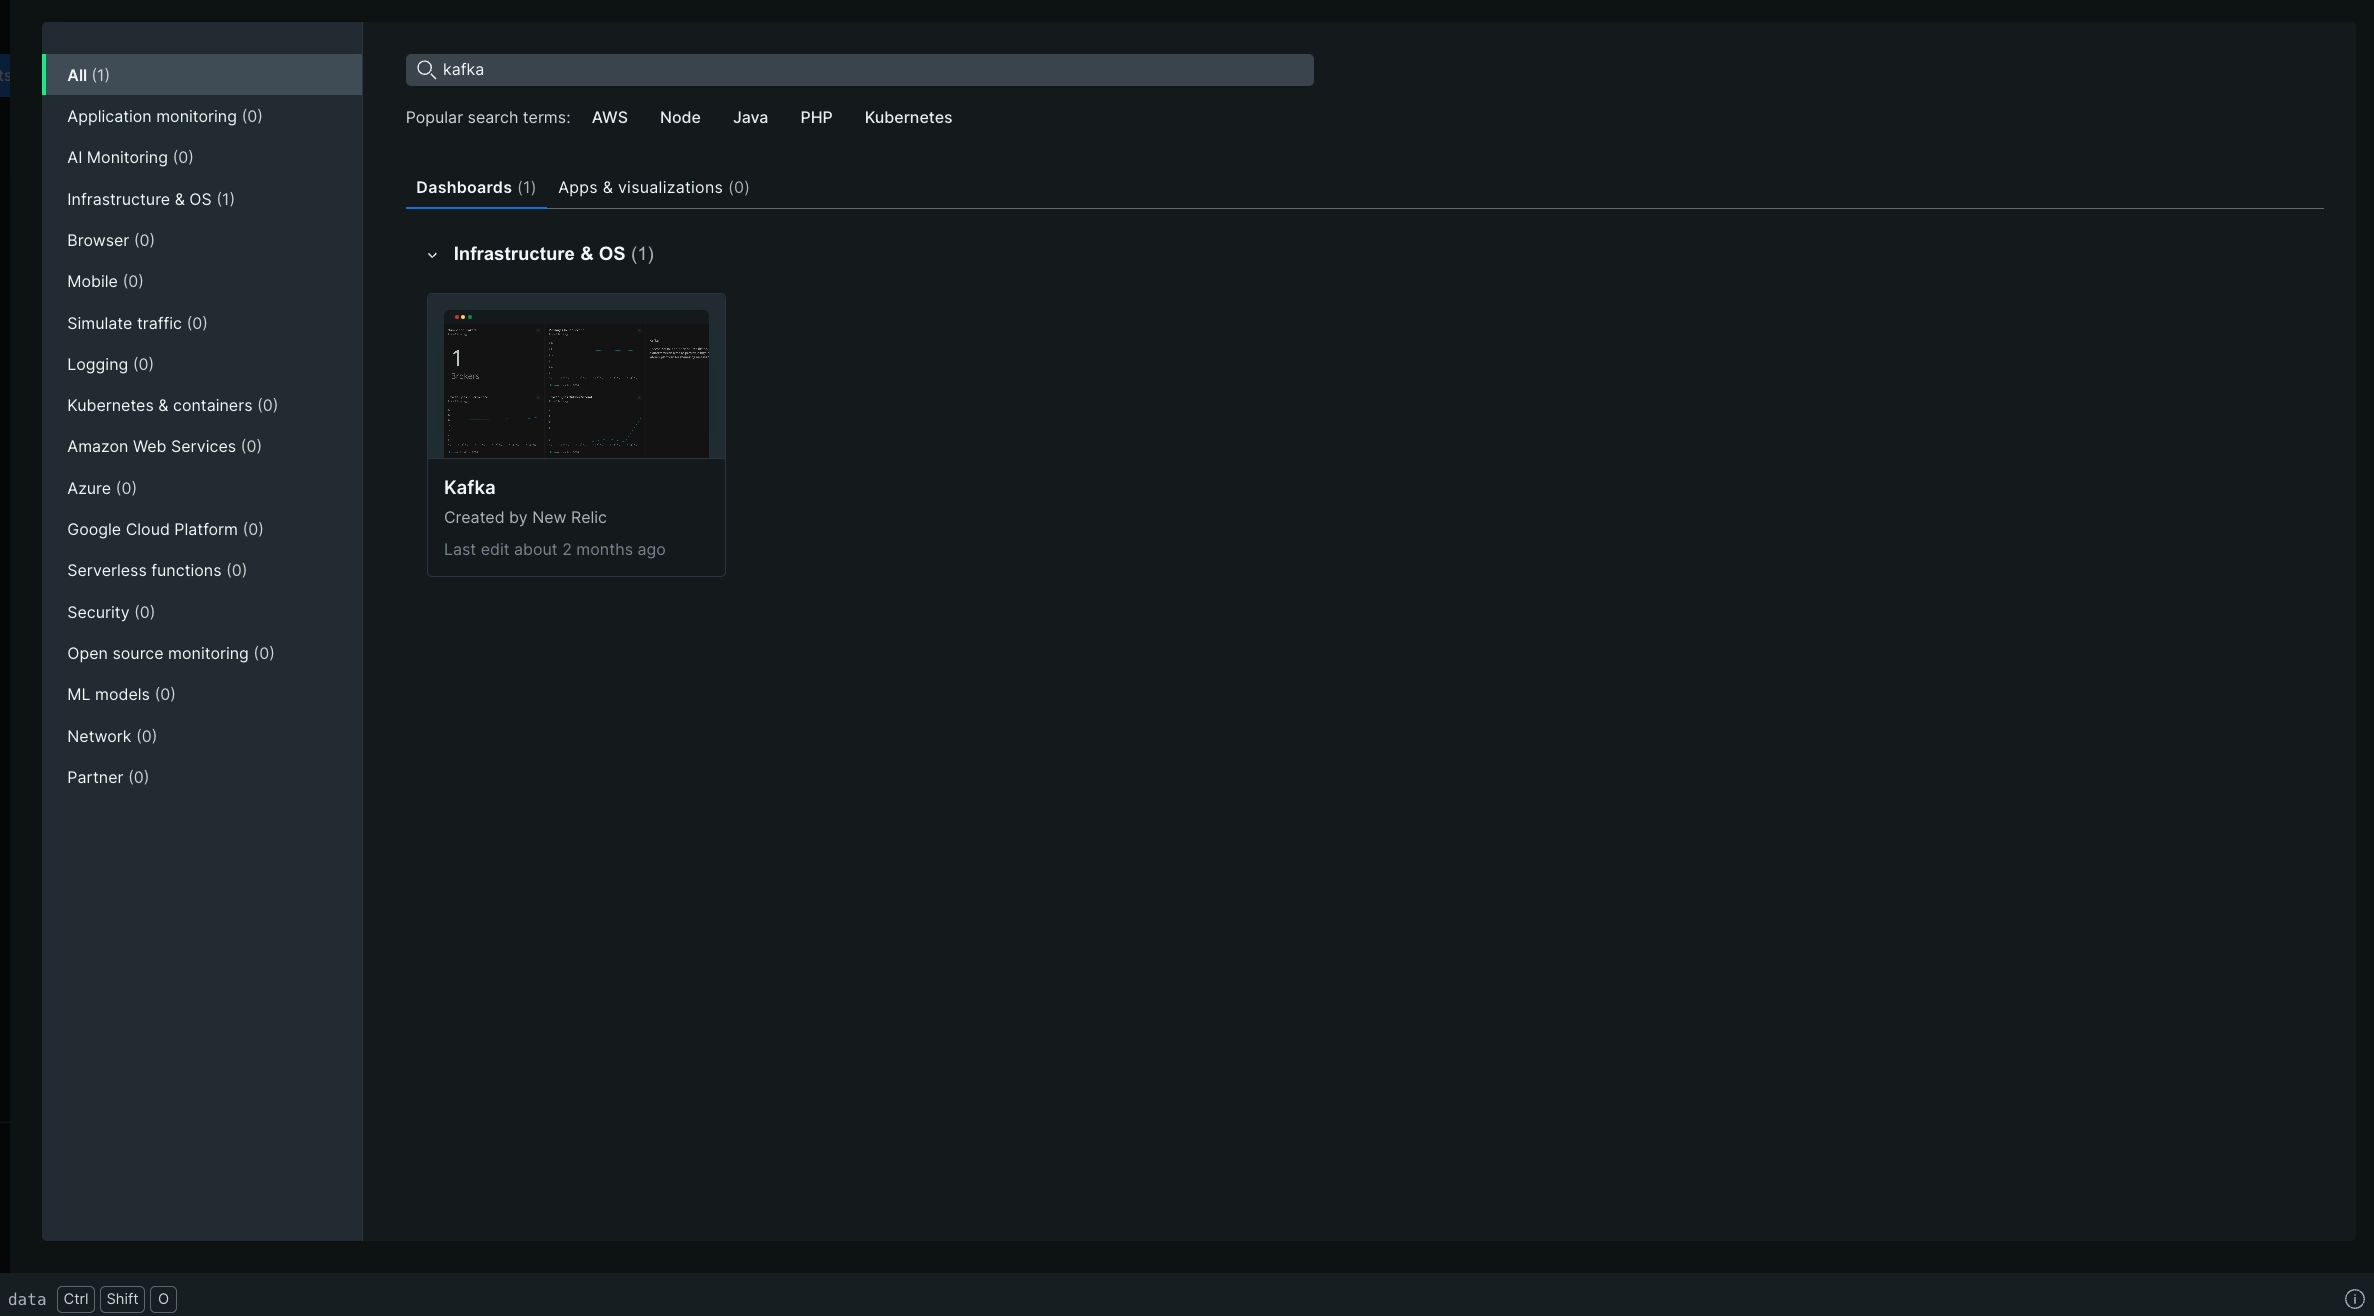 All (1)
Application monitoring (0)
AI Monitoring (0)
Infrastructure & OS (1)
Browser (0)
Mobile (0)
Simulate traffic (0)
Logging (0)
Kubernetes & containers (0)
Amazon Web Services (0)
Azure (0)
Google Cloud Platform (0)
Serverless functions (0)
Security (0)
Open source monitoring (0)
ML models (0)
Network (0)
Partner (0)
kafka
Popular search terms: AWS Node Java PHP Kubernetes
Dashboards (1) Apps & visualizations (0)
Infrastructure & OS (1)
1
Brokers
Kafka
Created by New Relic
Last edit about 2 months ago
data Ctrl Shift O